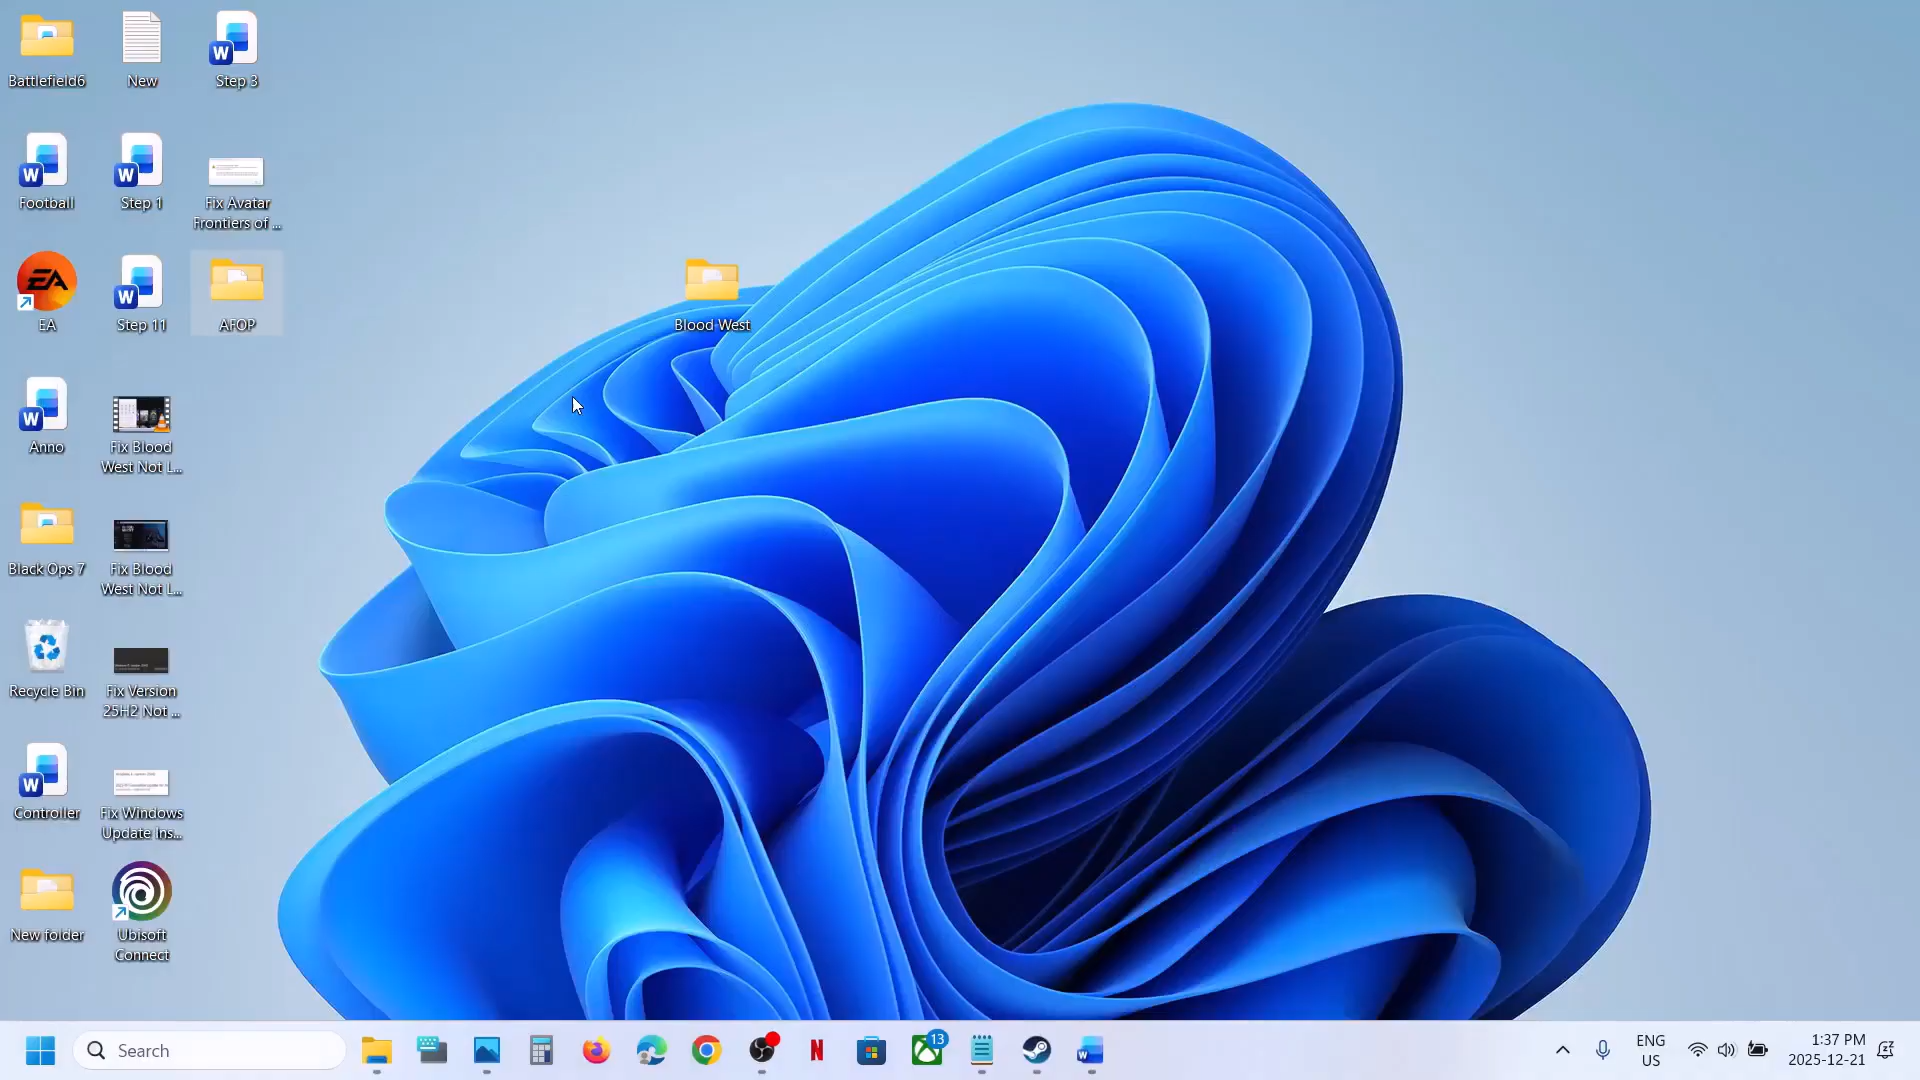 Battlefield6
New
Step 3
Football
Step 1
Fix Avatar
Frontiers of ...
EA
EA
Step 11
AFOP
Blood West
Anno
Fix Blood
West Not L...
Black Ops 7
Fix Blood
West Not L...
Recycle Bin
Fix Version
25H2 Not ...
Controller
Fix Windows
Update Ins...
New folder
Ubisoft
Connect
Search
N
13
W
ENG
US
1:37 PM
2025-12-21